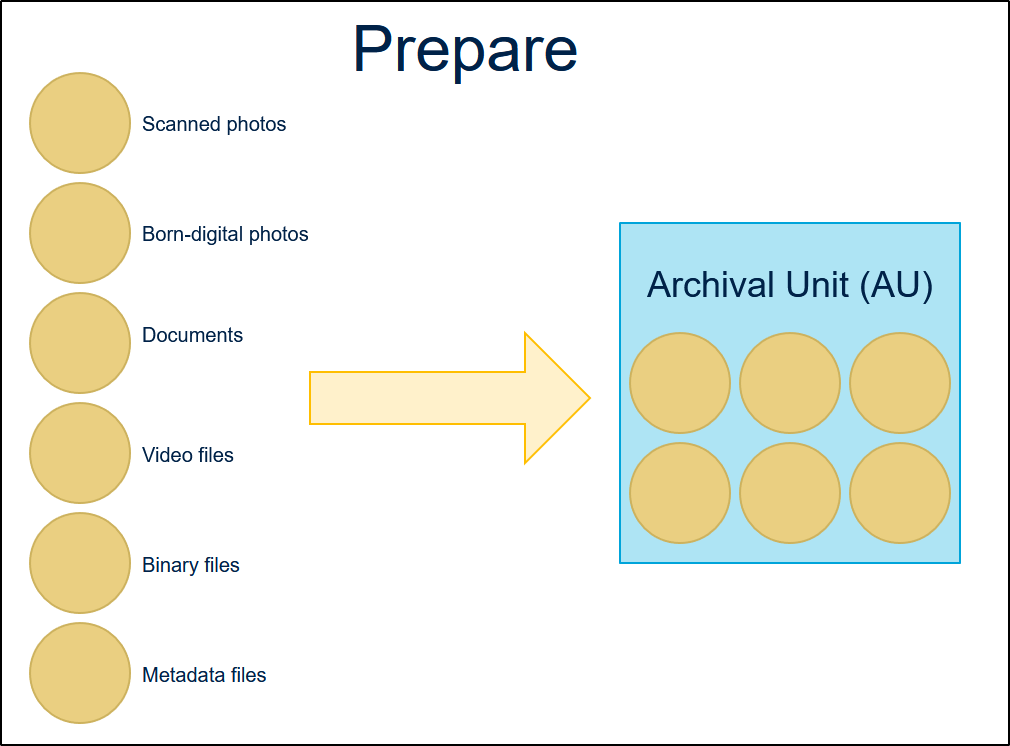 Prepare
Scanned photos
Born-digital photos
Documents
Video files
Binary files
Metadata files
Archival Unit (AU)